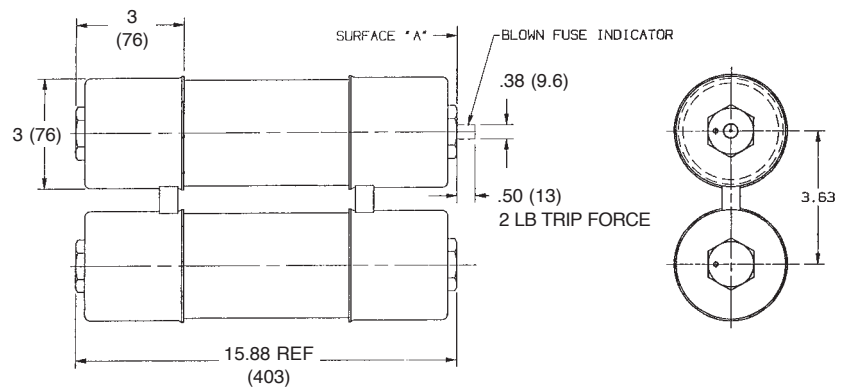 3
(76)
SURFACE "A"
BLOWN FUSE INDICATOR
.38 (9.6)
3 (76)
.50 (13)
2 LB TRIP FORCE
3.63
15.88 REF
(403)